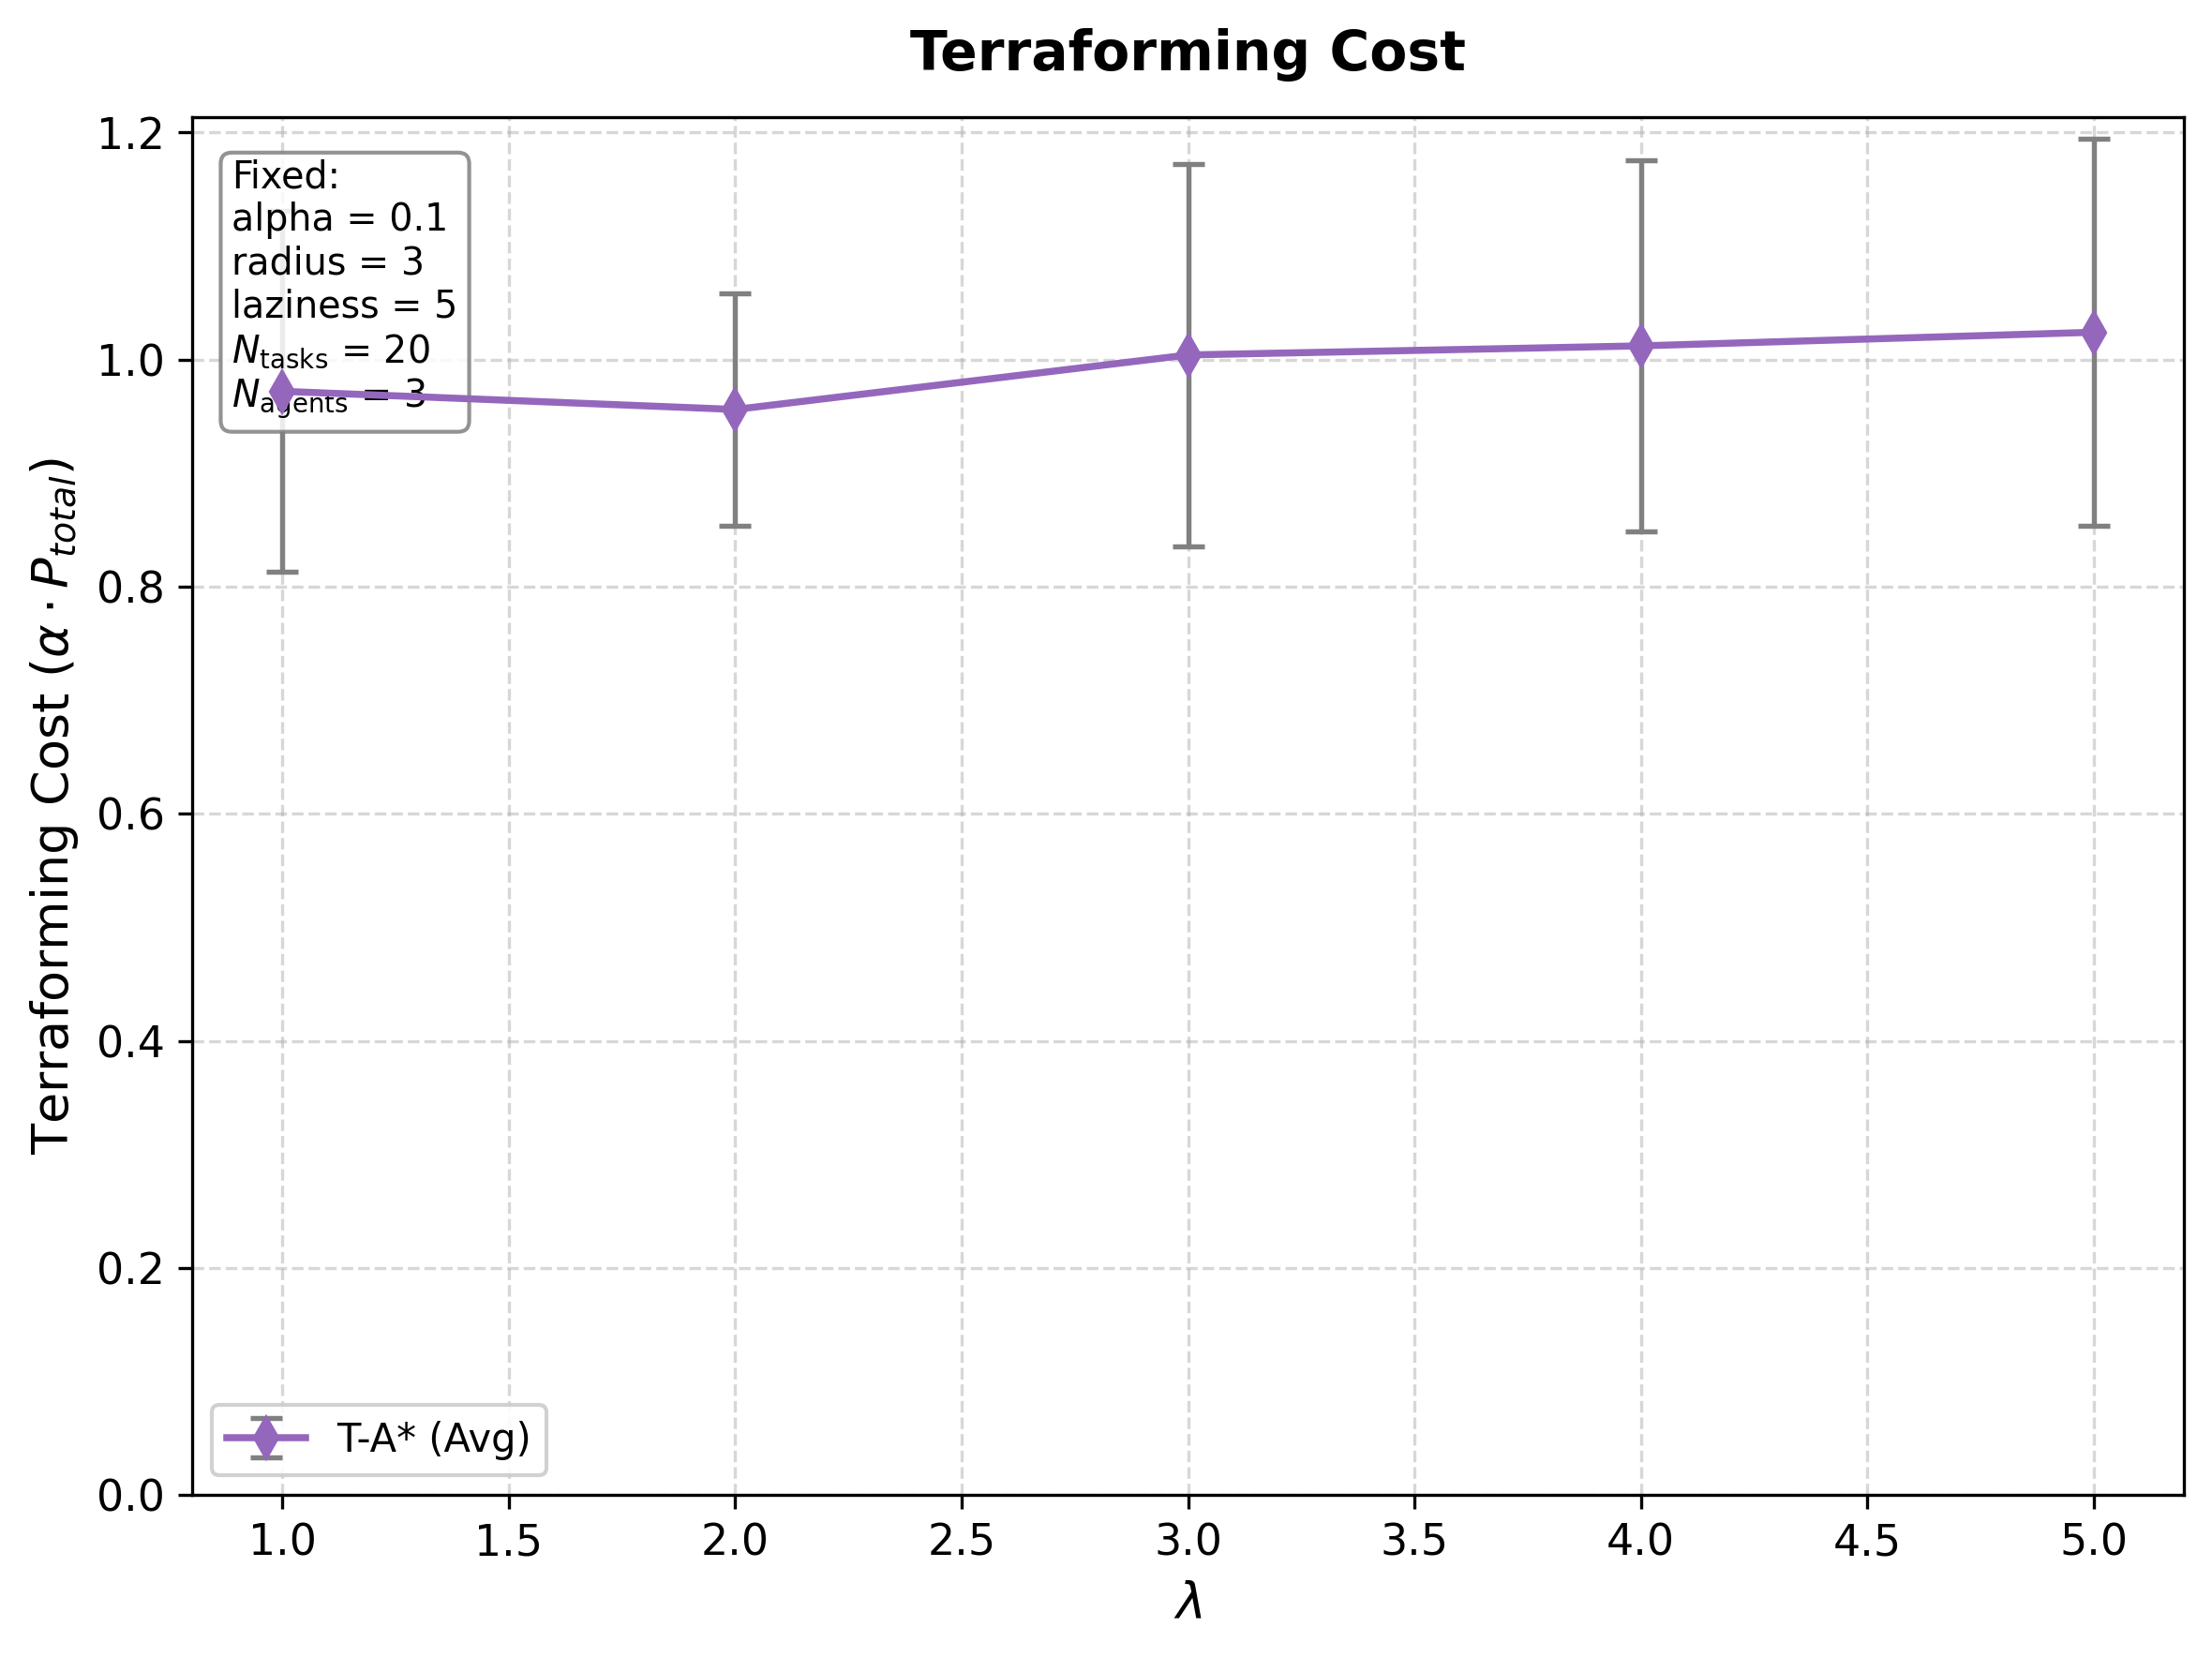 Terraforming Cost
Terraforming Cost (α · P_total)
1.2
1.0
0.8
0.6
0.4
0.2
0.0
Fixed:
alpha = 0.1
radius = 3
laziness = 5
N_tasks = 20
N_agents = 3
T-A* (Avg)
1.0 1.5 2.0 2.5 3.0 3.5 4.0 4.5 5.0
λ